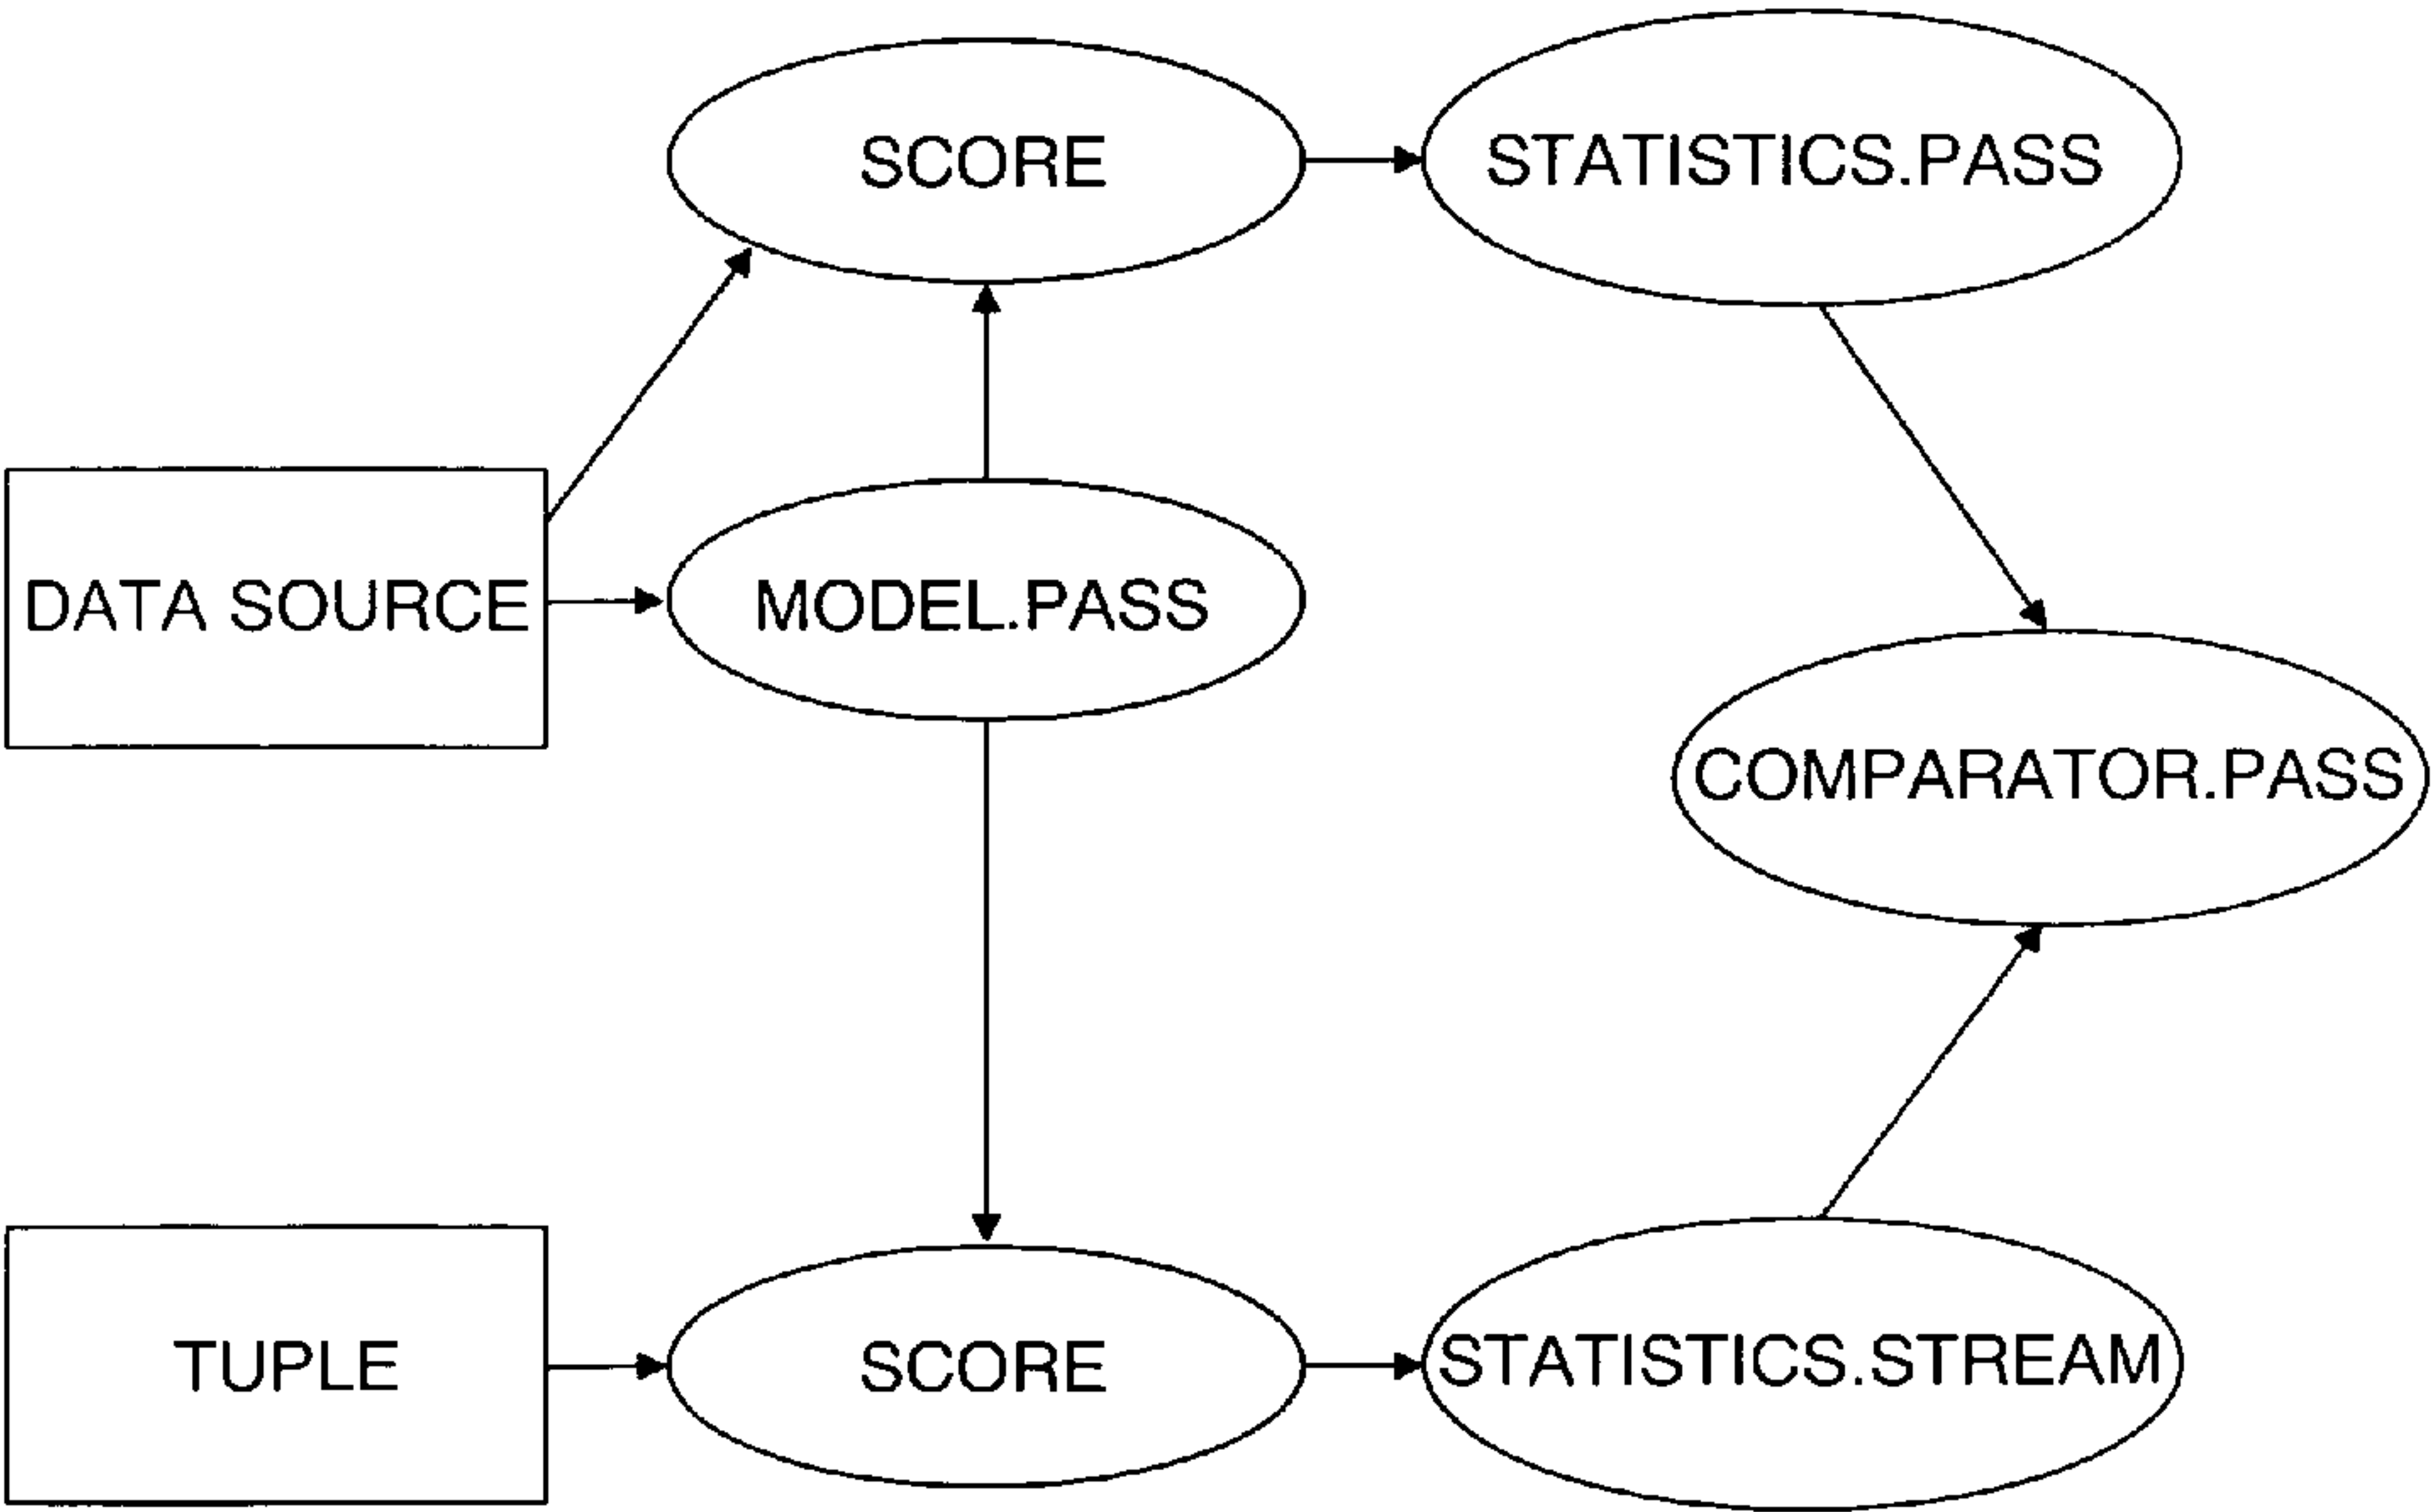 SCORE
STATISTICS.PASS
DATA SOURCE
MODEL.PASS
COMPARATOR.PASS
TUPLE
SCORE
STATISTICS.STREAM